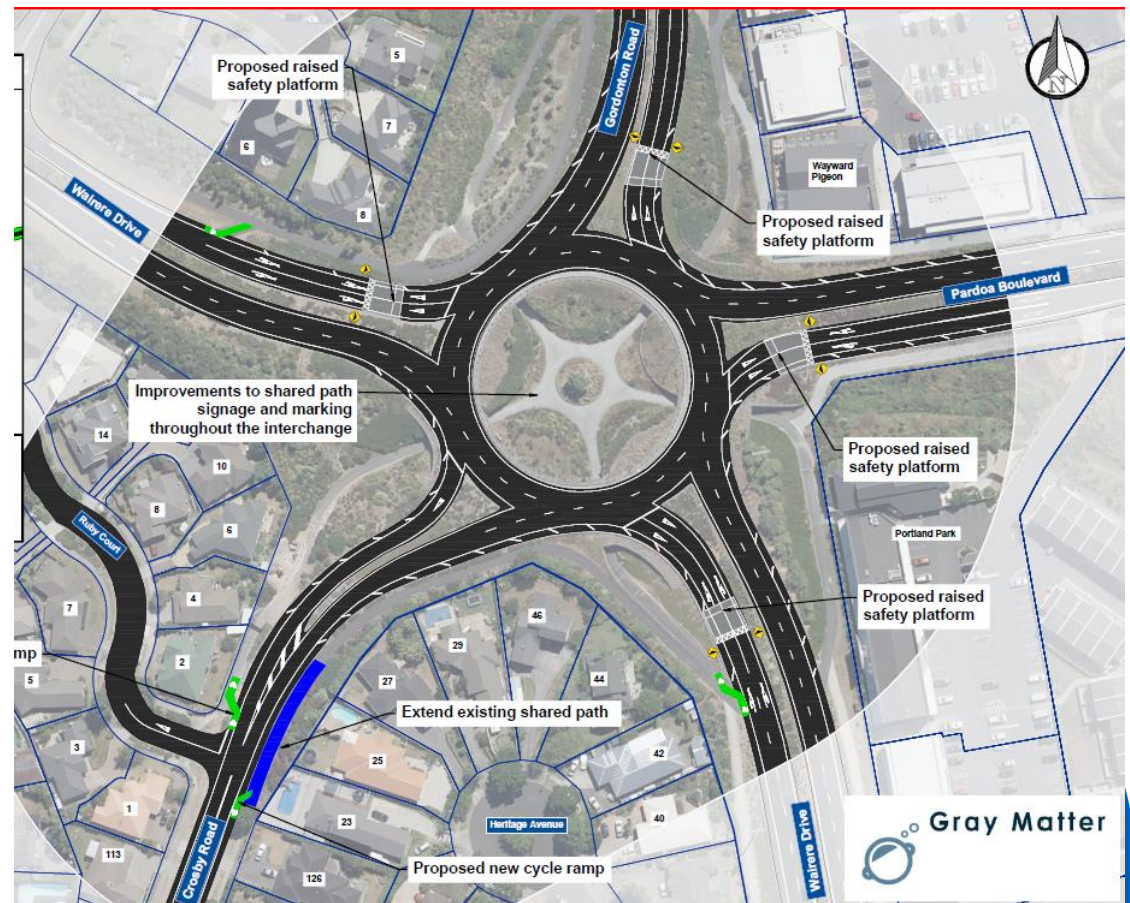 Proposed raised
safety platform
5
Gordonton Road
N
7
6
8
Wayward
Pigeon
Wairere Drive
Proposed raised
safety platform
Pardoa Boulevard
Improvements to shared path
signage and marking
throughout the interchange
14
10
8
6
Ruby Court
Proposed raised
safety platform
Portland Park
7
4
46
29
Proposed raised
safety platform
mp
2
5
27
44
Extend existing shared path
3
25
42
1
23
Heritage Avenue
40
113
Crosby Road
126
Proposed new cycle ramp
Wairere Drive
Gray Matter